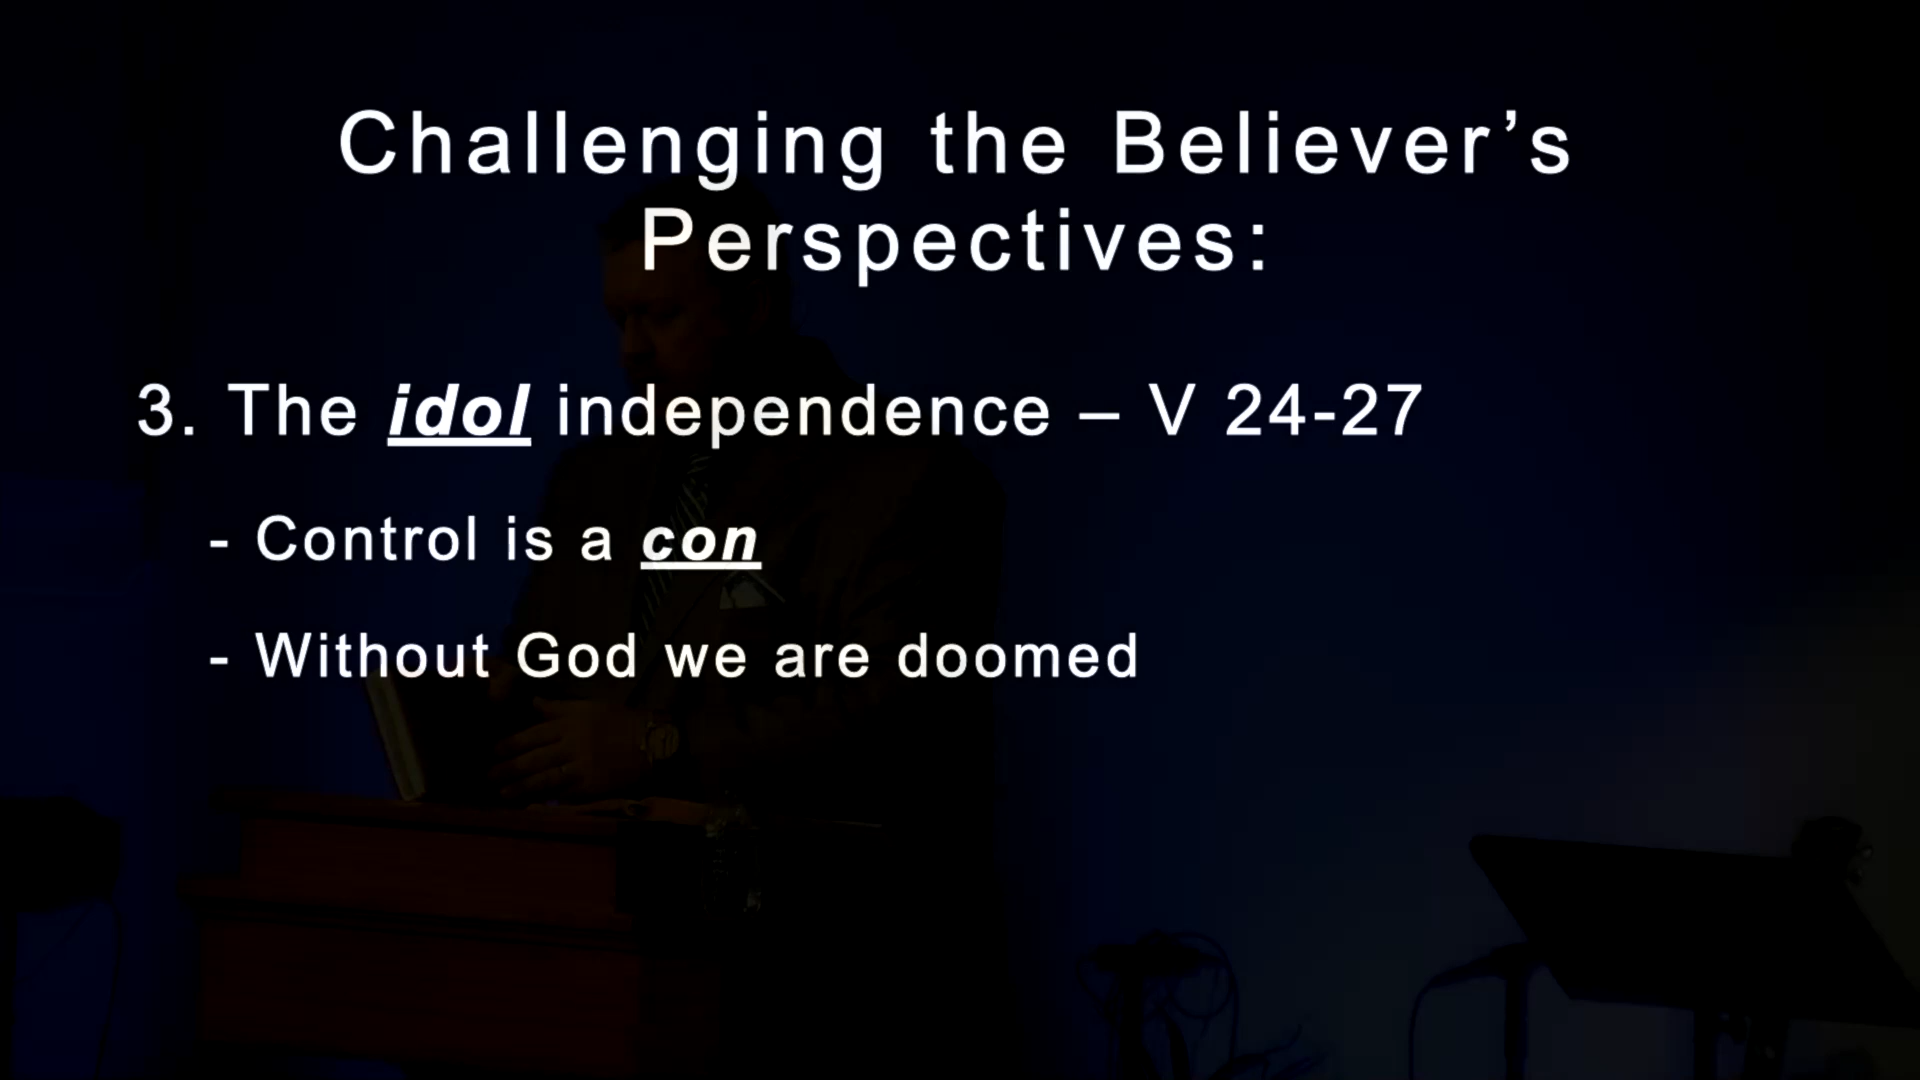 Challenging the Believer’s
Perspectives:
3. The idol independence – V 24-27
- Control is a con
- Without God we are doomed